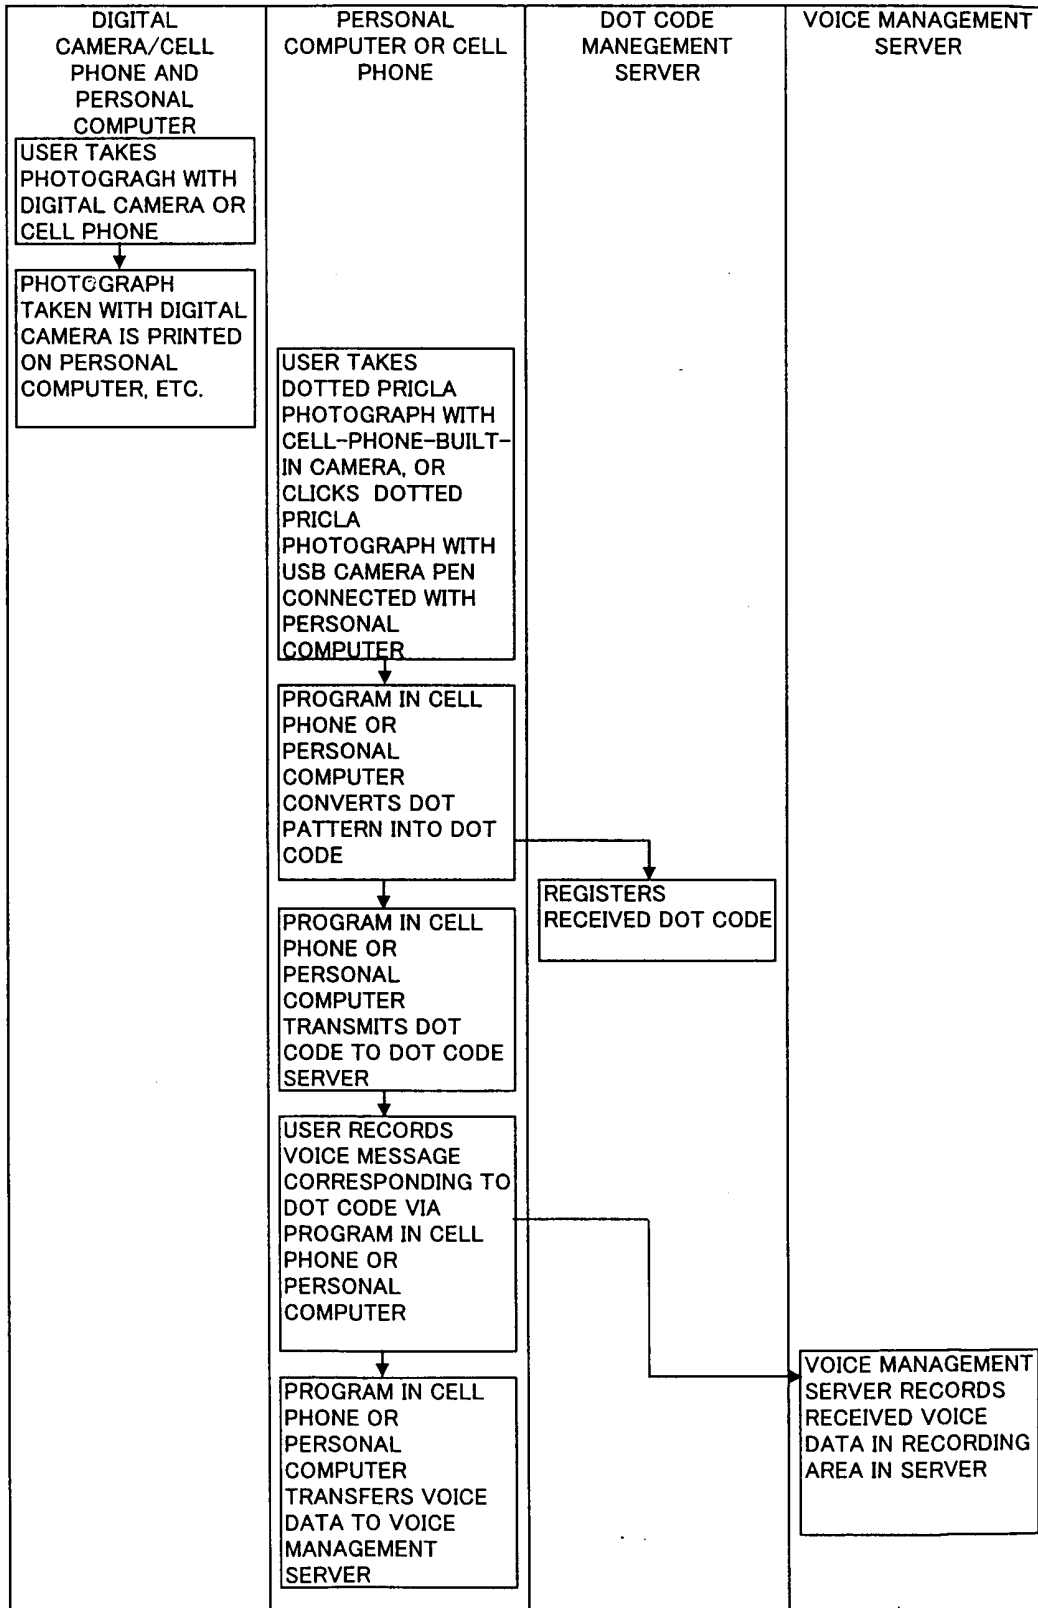 DIGITAL
CAMERA/CELL
PHONE AND
PERSONAL
COMPUTER
PERSONAL
COMPUTER OR CELL
PHONE
DOT CODE
MANEGEMENT
SERVER
VOICE MANAGEMENT
SERVER
USER TAKES
PHOTOGRAGH WITH
DIGITAL CAMERA OR
CELL PHONE
PHOTOGRAPH
TAKEN WITH DIGITAL
CAMERA IS PRINTED
ON PERSONAL
COMPUTER, ETC.
USER TAKES
DOTTED PRICLA
PHOTOGRAPH WITH
CELL-PHONE-BUILT-
IN CAMERA, OR
CLICKS DOTTED
PRICLA
PHOTOGRAPH WITH
USB CAMERA PEN
CONNECTED WITH
PERSONAL
COMPUTER
PROGRAM IN CELL
PHONE OR
PERSONAL
COMPUTER
CONVERTS DOT
PATTERN INTO DOT
CODE
REGISTERS
RECEIVED DOT CODE
PROGRAM IN CELL
PHONE OR
PERSONAL
COMPUTER
TRANSMITS DOT
CODE TO DOT CODE
SERVER
USER RECORDS
VOICE MESSAGE
CORRESPONDING TO
DOT CODE VIA
PROGRAM IN CELL
PHONE OR
PERSONAL
COMPUTER
VOICE MANAGEMENT
SERVER RECORDS
RECEIVED VOICE
DATA IN RECORDING
AREA IN SERVER
PROGRAM IN CELL
PHONE OR
PERSONAL
COMPUTER
TRANSFERS VOICE
DATA TO VOICE
MANAGEMENT
SERVER